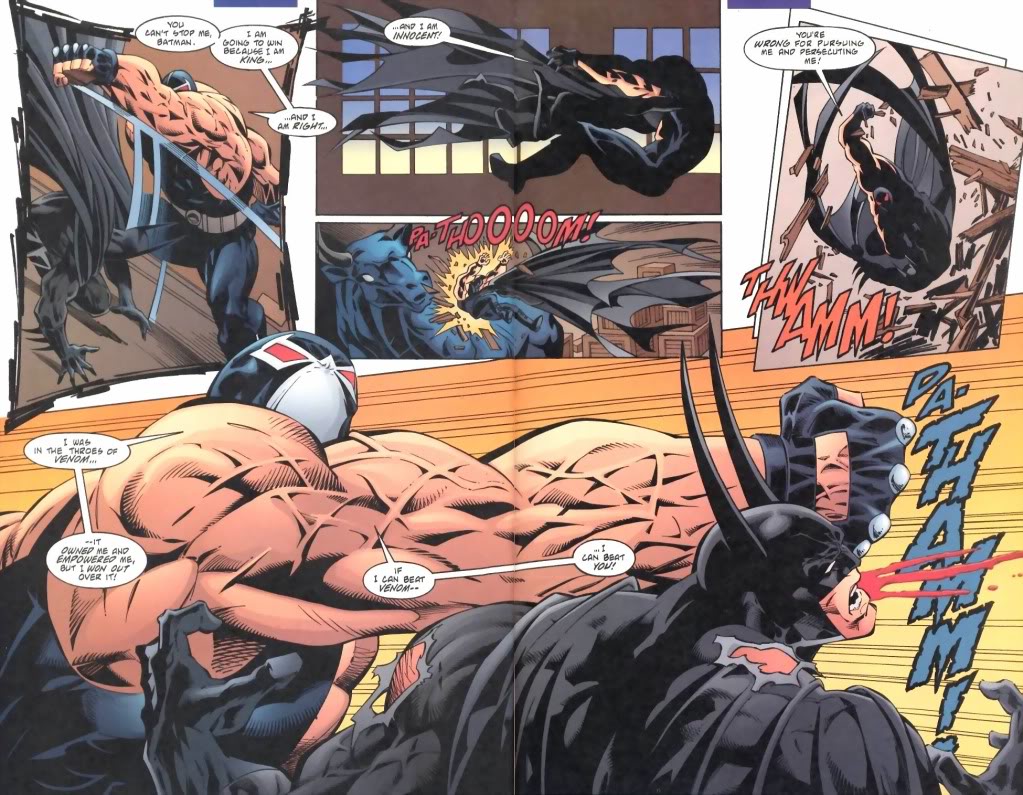 YOU
CAN'T STOP ME,
BATMAN.
I AM
GOING TO WIN
BECAUSE I AM
KING...
...AND I
AM RIGHT...
...AND I AM
INNOCENT!
PA-THOOOOOM!
YOU'RE
WRONG FOR PURSUING
ME AND PERSECUTING
ME!
THWAMM!
I WAS
IN THE THROES OF
VENOM...
--IT
OWNED ME AND
EMPOWERED ME,
BUT I WON OUT
OVER IT!
IF
I CAN BEAT
VENOM--
...I
CAN BEAT
YOU!
PA-THAMM!